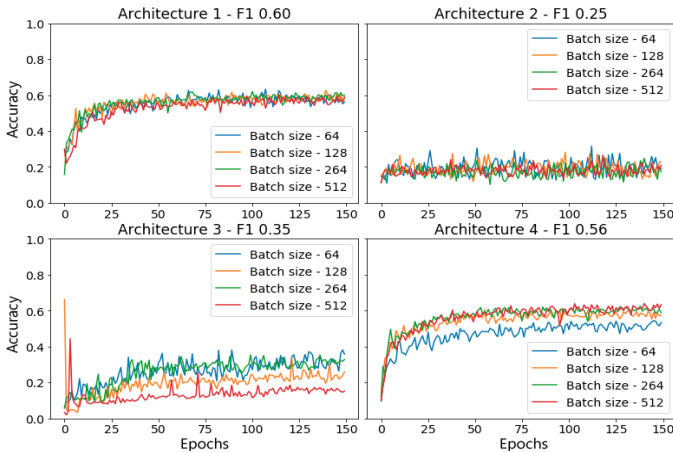 Architecture 1 - F1 0.60
Accuracy
1.0
0.8
0.6
0.4
0.2
0.0
0 25 50 75 100 125 150
Batch size - 64
Batch size - 128
Batch size - 264
Batch size - 512
Architecture 2 - F1 0.25
0 25 50 75 100 125 150
Batch size - 64
Batch size - 128
Batch size - 264
Batch size - 512
Architecture 3 - F1 0.35
Accuracy
1.0
0.8
0.6
0.4
0.2
0.0
0 25 50 75 100 125 150
Epochs
Batch size - 64
Batch size - 128
Batch size - 264
Batch size - 512
Architecture 4 - F1 0.56
0 25 50 75 100 125 150
Epochs
Batch size - 64
Batch size - 128
Batch size - 264
Batch size - 512